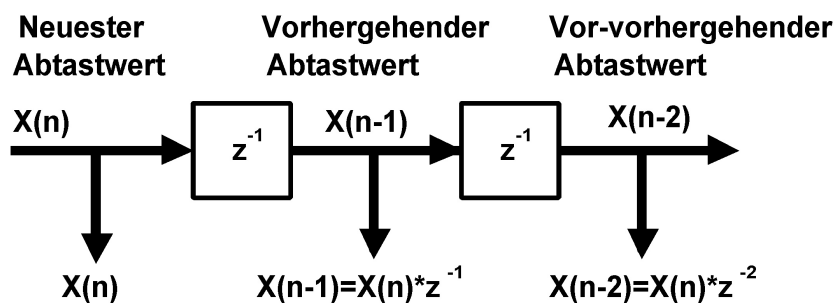 Neuester
Abtastwert
Vorhergehender
Abtastwert
Vor-vorhergehender
Abtastwert
X(n)
z⁻¹
X(n-1)
z⁻¹
X(n-2)
X(n)
X(n-1)=X(n)*z⁻¹
X(n-2)=X(n)*z⁻²